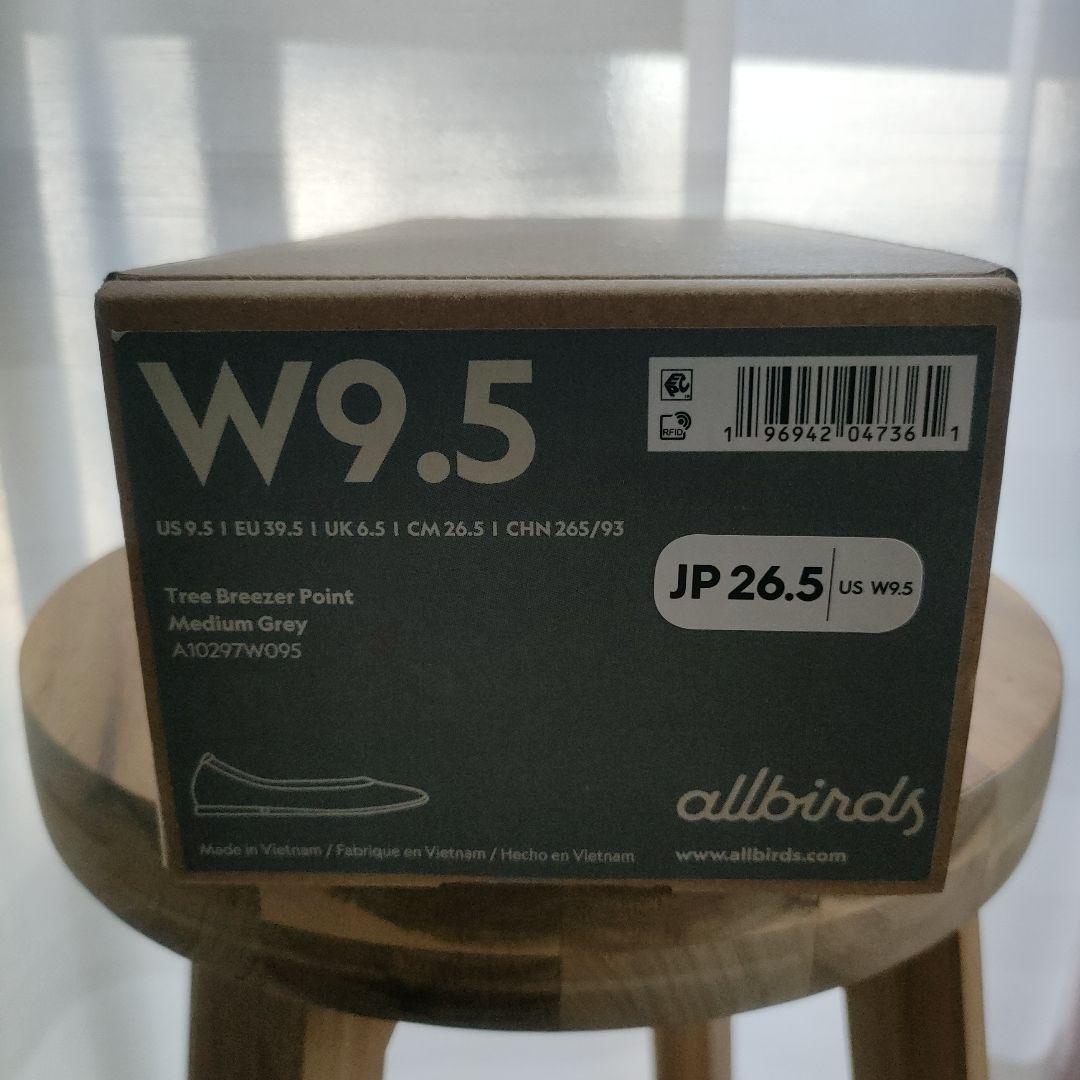 W9.5
US 9.5 | EU 39.5 | UK 6.5 | CM 26.5 | CHN 265/93
Tree Breezer Point
Medium Grey
A10297W095
Made in Vietnam / Fabrique en Vietnam / Hecho en Vietnam
EPC
RFID
1 96942 04736 1
JP 26.5 | US W9.5
allbirds
www.allbirds.com